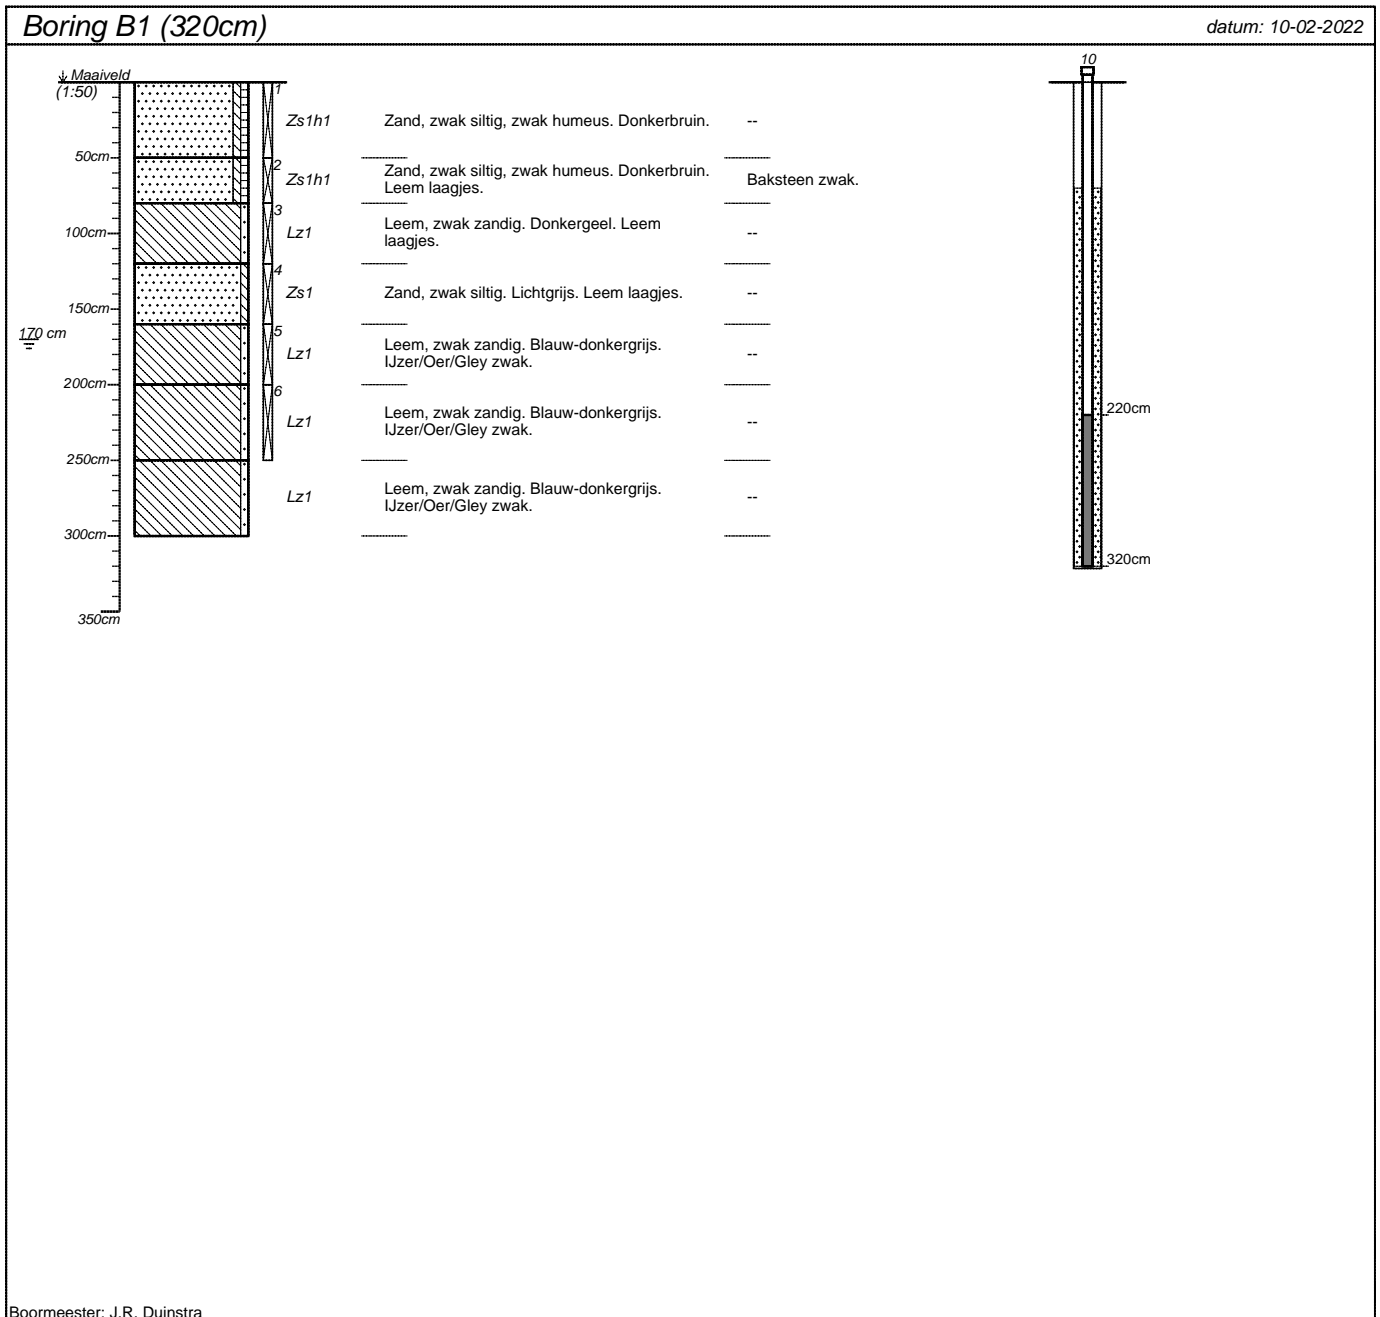 Boring B1 (320cm)
datum: 10-02-2022
Maaiveld
(1:50)
10
1
Zs1h1 Zand, zwak siltig, zwak humeus. Donkerbruin. --
50cm
2
Zs1h1 Zand, zwak siltig, zwak humeus. Donkerbruin.
Leem laagjes. Baksteen zwak.
3
100cm
Lz1 Leem, zwak zandig. Donkergeel. Leem
laagjes. --
4
Zs1 Zand, zwak siltig. Lichtgrijs. Leem laagjes. --
150cm
170 cm
5
Lz1 Leem, zwak zandig. Blauw-donkergrijs.
IJzer/Oer/Gley zwak. --
200cm
6
220cm
Lz1 Leem, zwak zandig. Blauw-donkergrijs.
IJzer/Oer/Gley zwak. --
250cm
Lz1 Leem, zwak zandig. Blauw-donkergrijs.
IJzer/Oer/Gley zwak. --
300cm
320cm
350cm
Boormeester: J.R. Duinstra